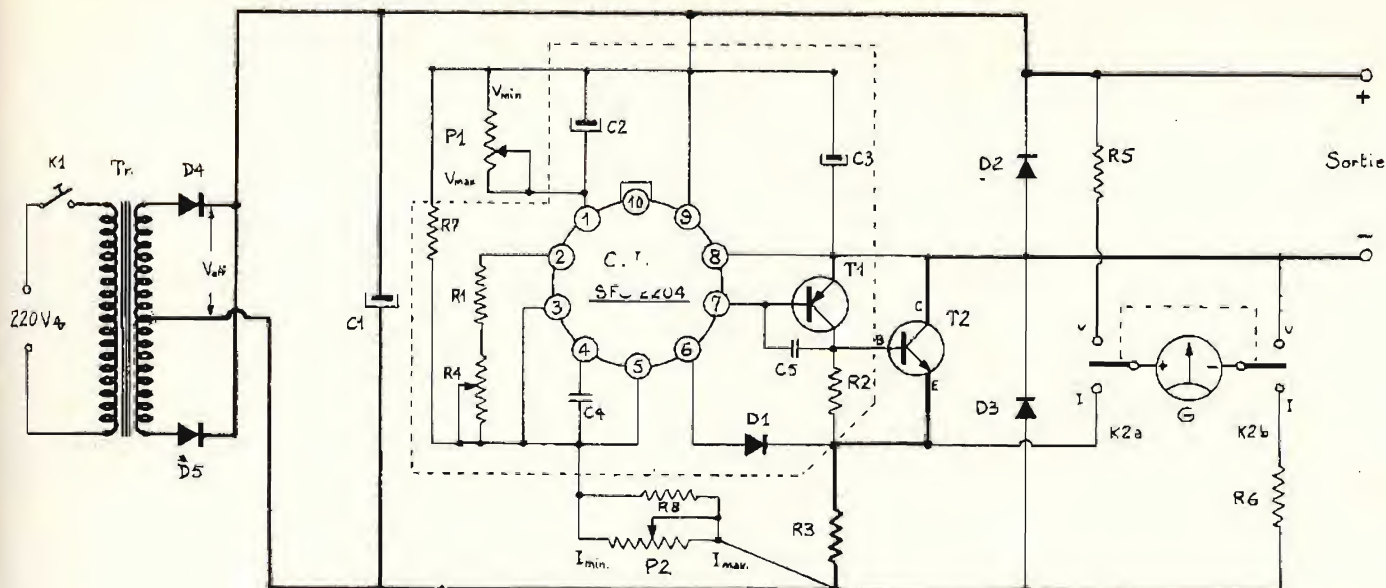 K1
Tr.
D4
Veff
D5
220V
C1
R7
P1
Vmin
Vmax
C2
C3
1
10
9
2
8
3
7
4
5
6
C.I.
R1
R4
C4
T1
T2
C
B
E
C5
R2
D1
D2
D3
R5
+
Sortie
-
V
V
I
I
+
-
G
K2a
K2b
R6
R8
Imin.
P2
Imax.
R3